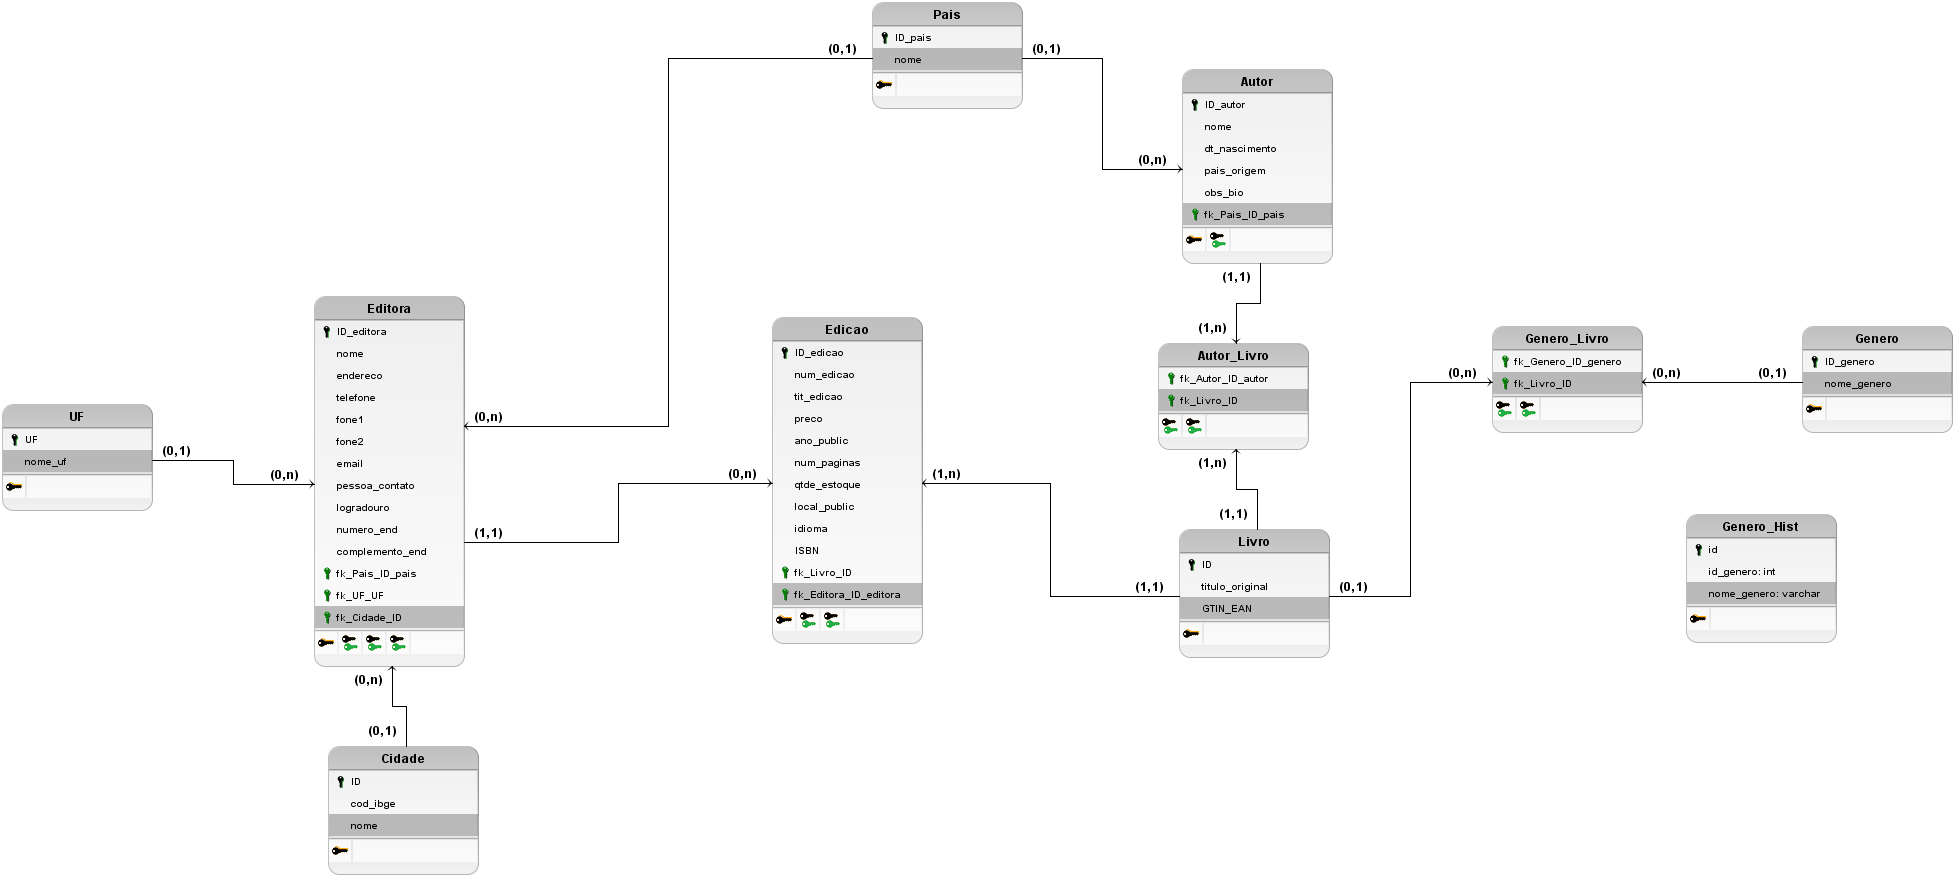 Pais
ID_pais
nome
(0,1)
(0,1)
Autor
ID_autor
nome
dt_nascimento
pais_origem
obs_bio
fk_Pais_ID_pais
(0,n)
(1,1)
(1,n)
Editora
ID_editora
nome
endereco
telefone
fone1
fone2
email
pessoa_contato
logradouro
numero_end
complemento_end
fk_Pais_ID_pais
fk_UF_UF
fk_Cidade_ID
(0,n)
(0,n)
(1,1)
(0,n)
UF
UF
nome_uf
(0,1)
Edicao
ID_edicao
num_edicao
tit_edicao
preco
ano_public
num_paginas
qtde_estoque
local_public
idioma
ISBN
fk_Livro_ID
fk_Editora_ID_editora
(0,n)
(1,n)
Autor_Livro
fk_Autor_ID_autor
fk_Livro_ID
(1,n)
(1,1)
Livro
ID
titulo_original
GTIN_EAN
(1,1)
(0,1)
Genero_Livro
fk_Genero_ID_genero
fk_Livro_ID
(0,n)
(0,n)
(0,1)
Genero
ID_genero
nome_genero
Genero_Hist
id
id_genero: int
nome_genero: varchar
(0,1)
Cidade
ID
cod_ibge
nome